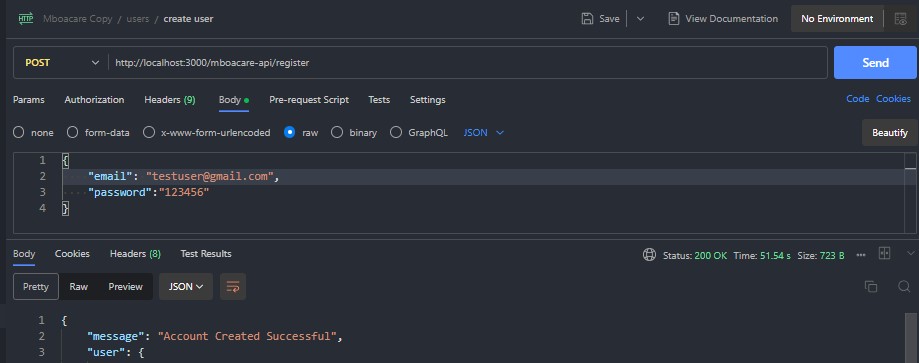 HTTP Mboacare Copy / users / create user Save View Documentation No Environment
POST http://localhost:3000/mboacare-api/register Send
Params Authorization Headers (9) Body Pre-request Script Tests Settings Code Cookies
none form-data x-www-form-urlencoded raw binary GraphQL JSON Beautify
1 {
2 "email": "testuser@gmail.com",
3 "password":"123456"
4 }
Body Cookies Headers (8) Test Results Status: 200 OK Time: 51.54 s Size: 723 B
Pretty Raw Preview JSON
1 {
2 "message": "Account Created Successful",
3 "user": {